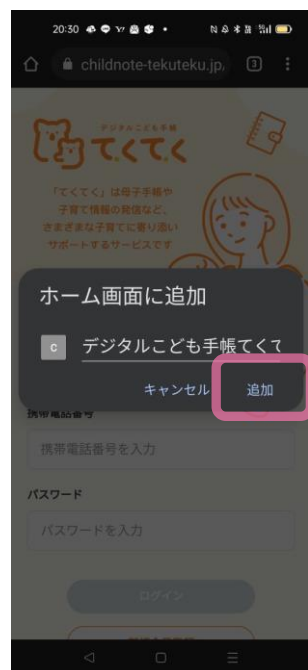 20:30
childnote-tekuteku.jp,
3
デジタルこども手帳
てくてく
「てくてく」は母子手帳や
子育て情報の発信など、
さまざまな子育てに寄り添い
サポートするサービスです
ホーム画面に追加
c
デジタルこども手帳てくて
キャンセル
追加
携帯電話番号
携帯電話番号を入力
パスワード
パスワードを入力
ログイン